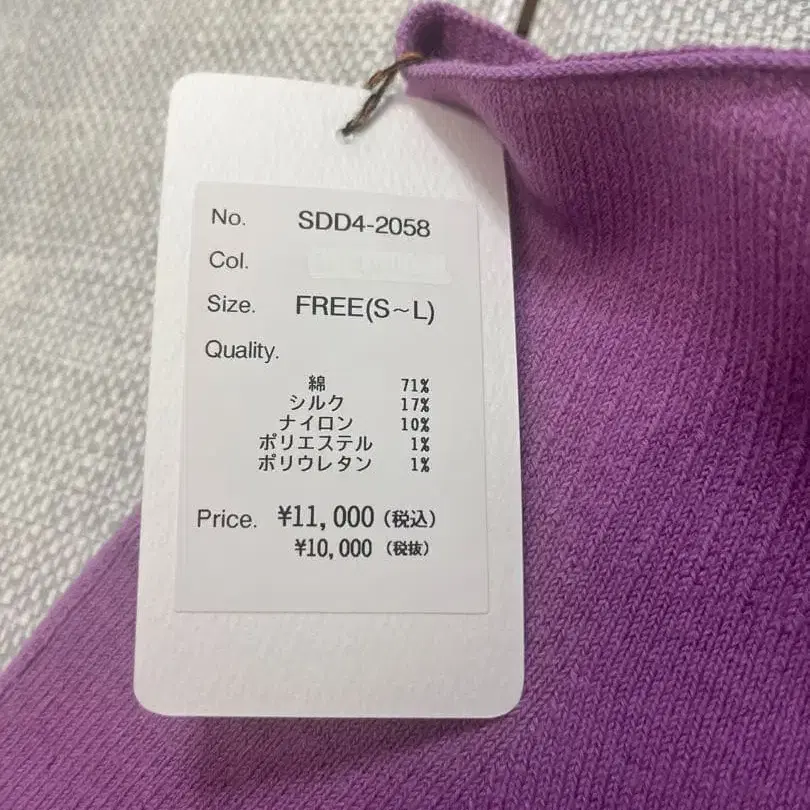 No. SDD4-2058
Col.
Size. FREE(S~L)
Quality.
綿 71%
シルク 17%
ナイロン 10%
ポリエステル 1%
ポリウレタン 1%
Price. ¥11,000 (税込)
¥10,000 (税抜)